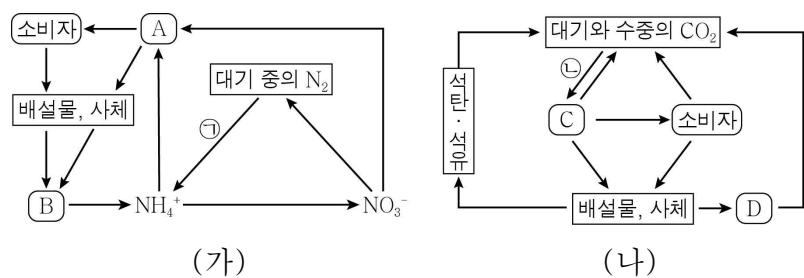 소비자
A
배설물, 사체
대기 중의 N₂
㉠
B
NH₄⁺
NO₃⁻
(가)
대기와 수중의 CO₂
㉡
석탄·석유
C
소비자
배설물, 사체
D
(나)